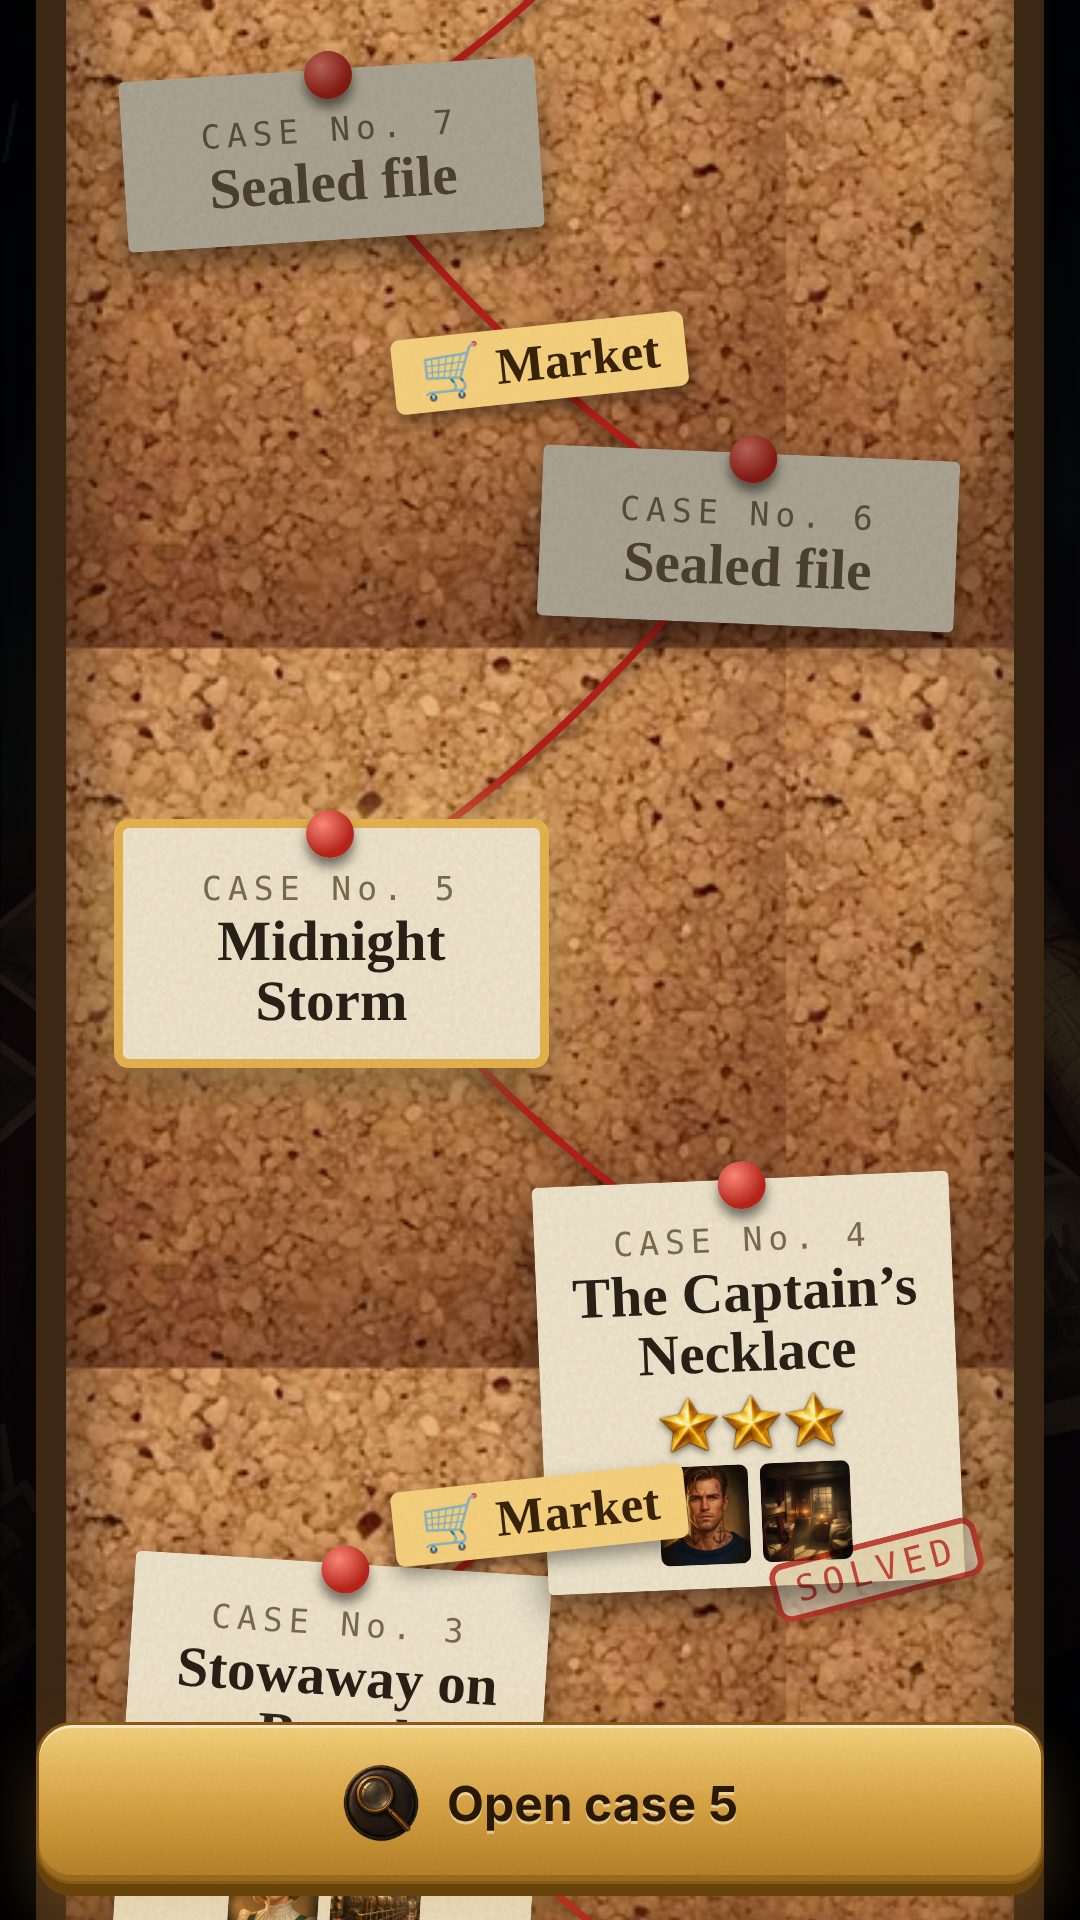 CASE No. 7
Sealed file
Market
CASE No. 6
Sealed file
CASE No. 5
Midnight
Storm
CASE No. 4
The Captain’s
Necklace
Market
SOLVED
CASE No. 3
Stowaway on
Open case 5